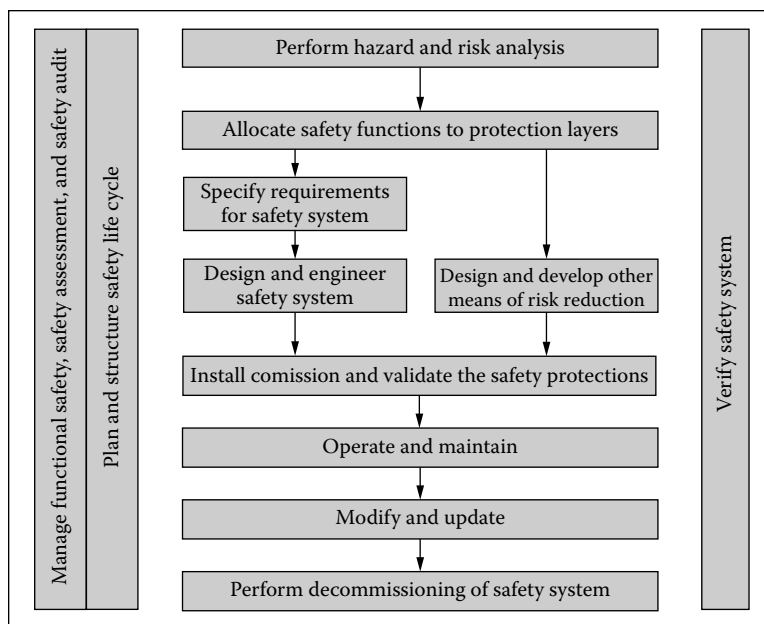 Manage functional safety, safety assessment, and safety audit
Plan and structure safety life cycle
Perform hazard and risk analysis
Allocate safety functions to protection layers
Specify requirements
for safety system
Design and engineer
safety system
Design and develop other
means of risk reduction
Install comission and validate the safety protections
Operate and maintain
Modify and update
Perform decommissioning of safety system
Verify safety system